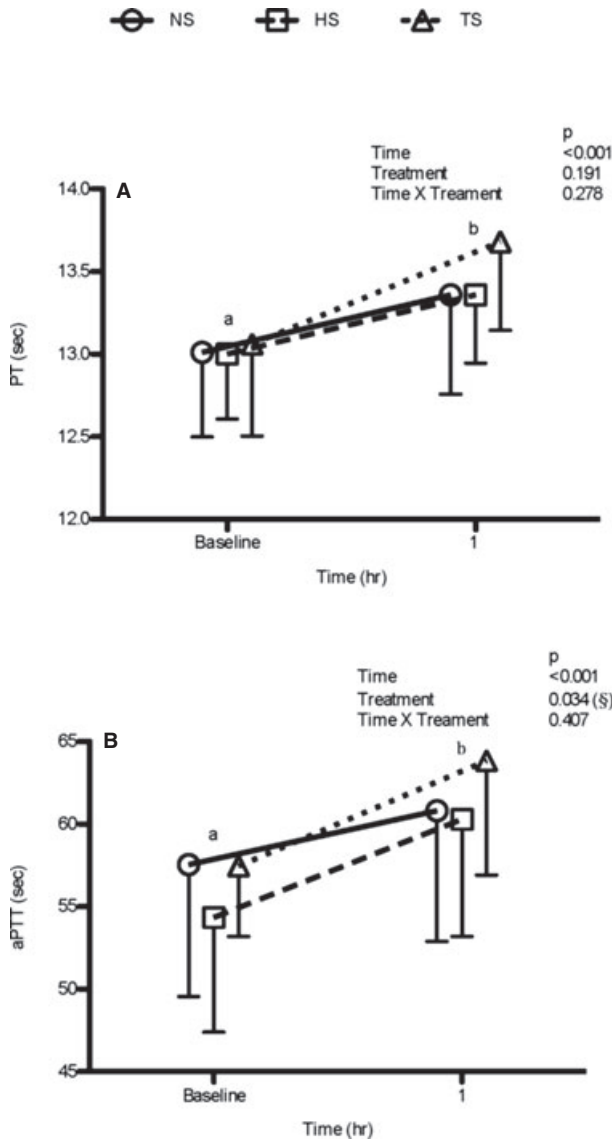 NS HS TS
p
Time <0.001
Treatment 0.191
Time X Treament 0.278
A
14.0
13.5
13.0
12.5
12.0
PT (sec)
a
b
Baseline 1
Time (hr)
p
Time <0.001
Treatment 0.034 (§)
Time X Treament 0.407
B
65
60
55
50
45
aPTT (sec)
a
b
Baseline 1
Time (hr)